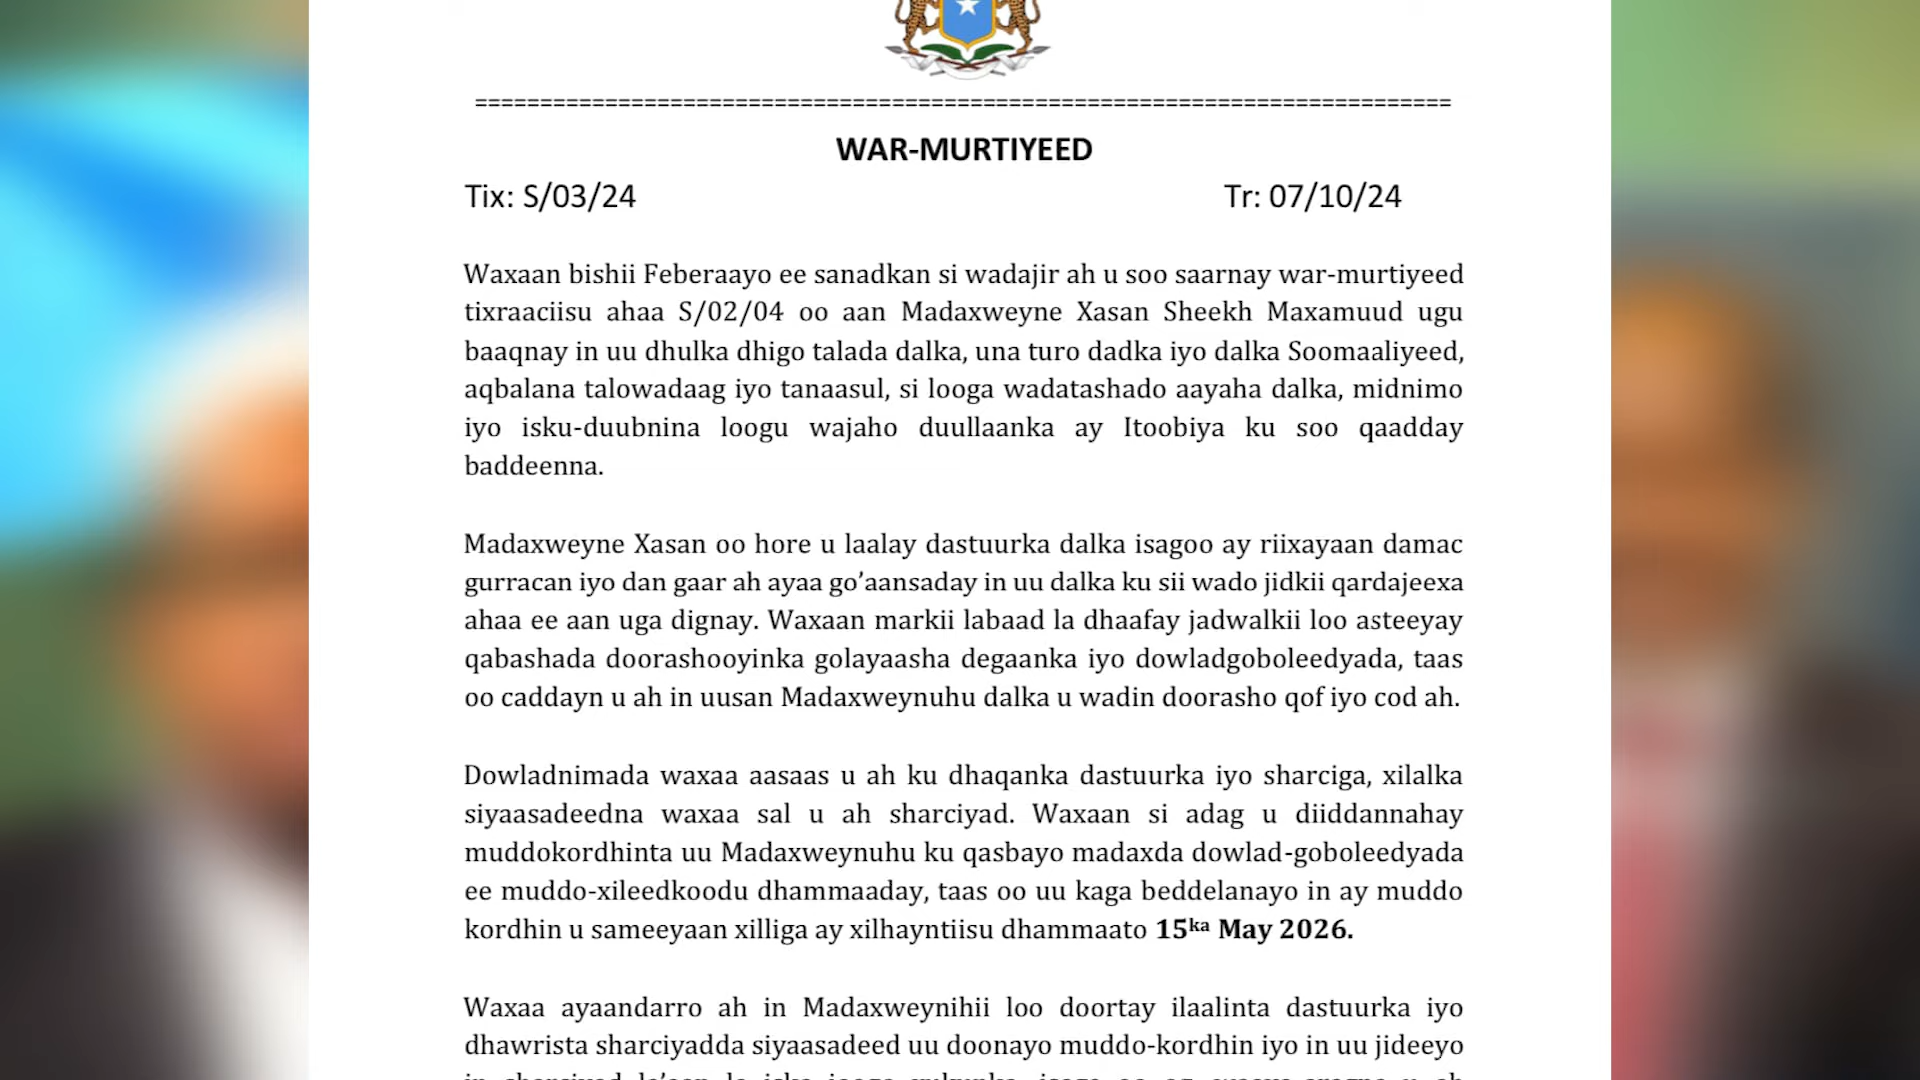 ===========================================================================
WAR-MURTIYEED
Tix: S/03/24 Tr: 07/10/24
Waxaan bishii Feberaayo ee sanadkan si wadajir ah u soo saarnay war-murtiyeed
tixraaciisu ahaa S/02/04 oo aan Madaxweyne Xasan Sheekh Maxamuud ugu
baaqnay in uu dhulka dhigo talada dalka, una turo dadka iyo dalka Soomaaliyeed,
aqbalana talowadaag iyo tanaasul, si looga wadatashado aayaha dalka, midnimo
iyo isku-duubnina loogu wajaho duullaanka ay Itoobiya ku soo qaadday
baddeenna.
Madaxweyne Xasan oo hore u laalay dastuurka dalka isagoo ay riixayaan damac
gurracan iyo dan gaar ah ayaa go’aansaday in uu dalka ku sii wado jidkii qardajeexa
ahaa ee aan uga dignay. Waxaan markii labaad la dhaafay jadwalkii loo asteeyay
qabashada doorashooyinka golayaasha degaanka iyo dowladgoboleedyada, taas
oo caddayn u ah in uusan Madaxweynuhu dalka u wadin doorasho qof iyo cod ah.
Dowladnimada waxaa aasaas u ah ku dhaqanka dastuurka iyo sharciga, xilalka
siyaasadeedna waxaa sal u ah sharciyad. Waxaan si adag u diiddannahay
muddokordhinta uu Madaxweynuhu ku qasbayo madaxda dowlad-goboleedyada
ee muddo-xileedkoodu dhammaaday, taas oo uu kaga beddelanayo in ay muddo
kordhin u sameeyaan xilliga ay xilhayntiisu dhammaato 15ka May 2026.
Waxaa ayaandarro ah in Madaxweynihii loo doortay ilaalinta dastuurka iyo
dhawrista sharciyadda siyaasadeed uu doonayo muddo-kordhin iyo in uu jideeyo